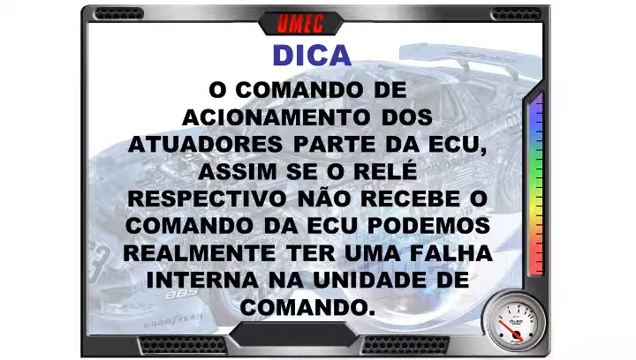 UMEC
DICA
O COMANDO DE
ACIONAMENTO DOS
ATUADORES PARTE DA ECU,
ASSIM SE O RELÉ
RESPECTIVO NÃO RECEBE O
COMANDO DA ECU PODEMOS
REALMENTE TER UMA FALHA
INTERNA NA UNIDADE DE
COMANDO.
BBS